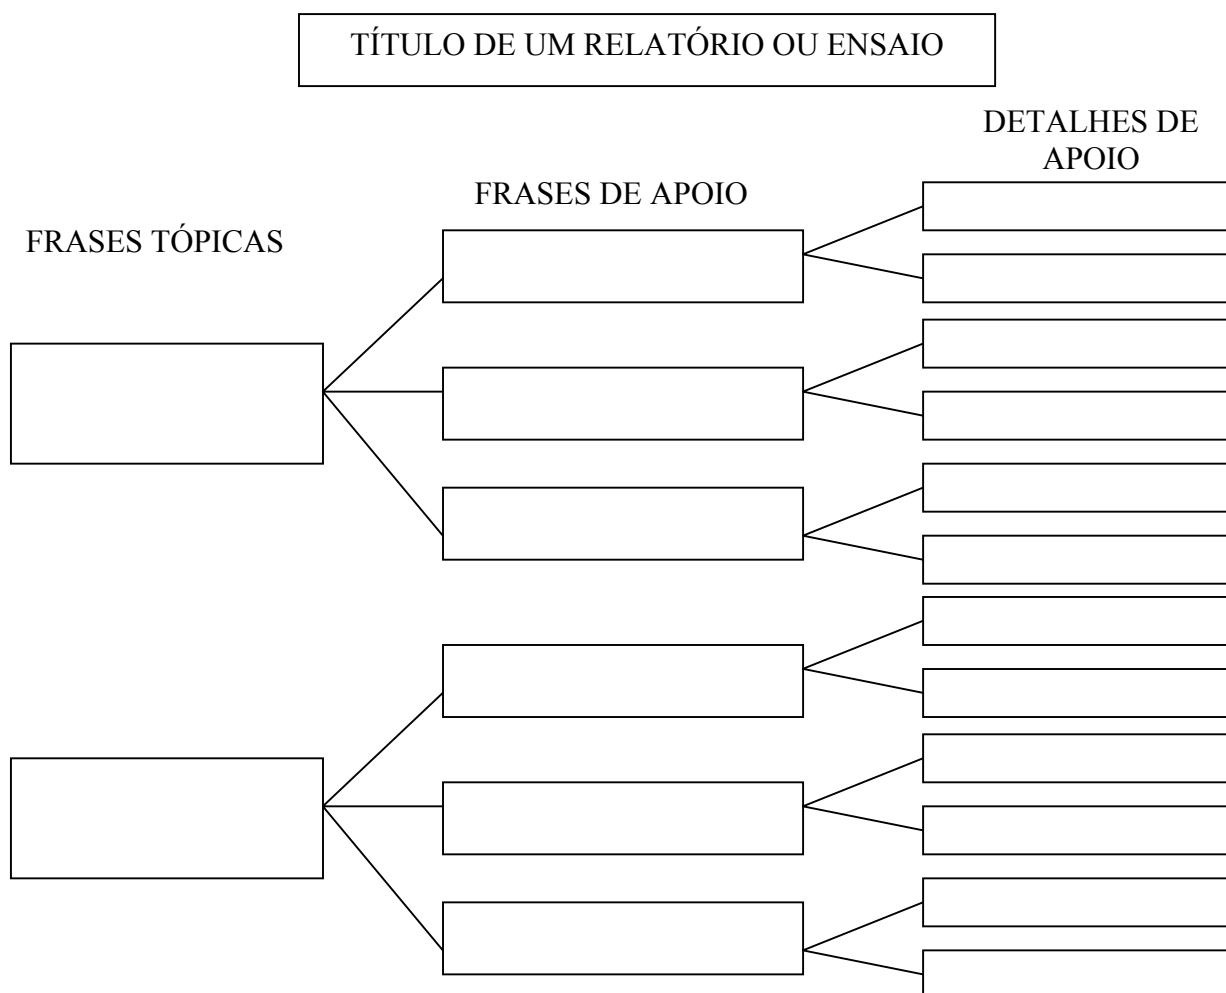 TÍTULO DE UM RELATÓRIO OU ENSAIO
DETALHES DE
APOIO
FRASES DE APOIO
FRASES TÓPICAS